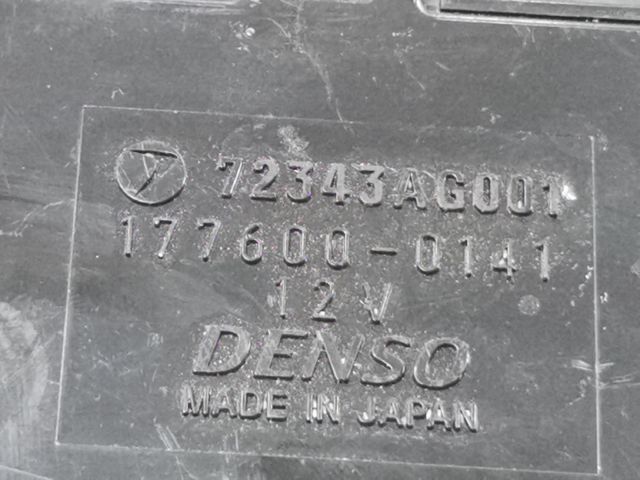 Y 72343AG001
177600-0141
12V
DENSO
MADE IN JAPAN